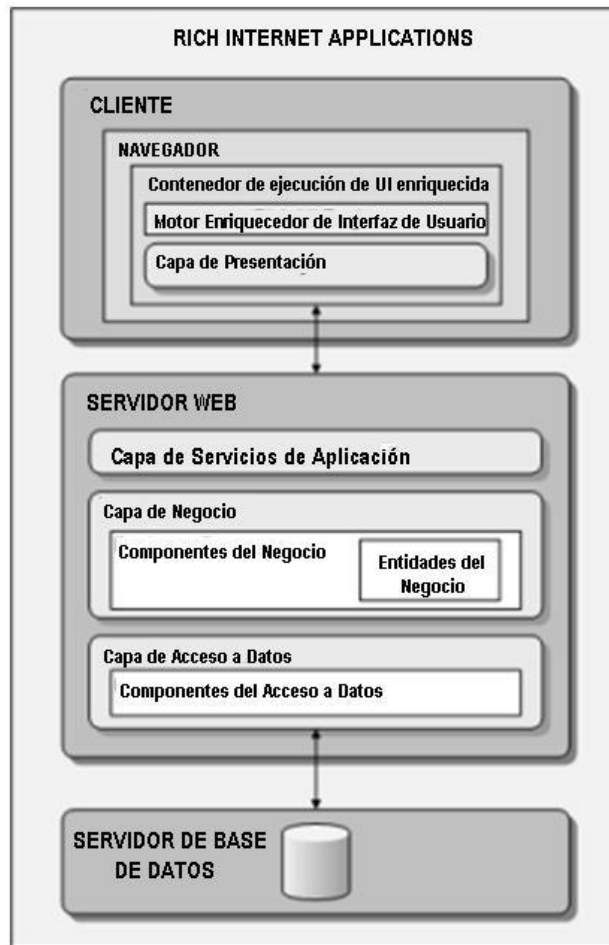 RICH INTERNET APPLICATIONS
CLIENTE
NAVEGADOR
Contenedor de ejecución de UI enriquecida
Motor Enriquecedor de Interfaz de Usuario
Capa de Presentación
SERVIDOR WEB
Capa de Servicios de Aplicación
Capa de Negocio
Componentes del Negocio
Entidades del
Negocio
Capa de Acceso a Datos
Componentes del Acceso a Datos
SERVIDOR DE BASE
DE DATOS